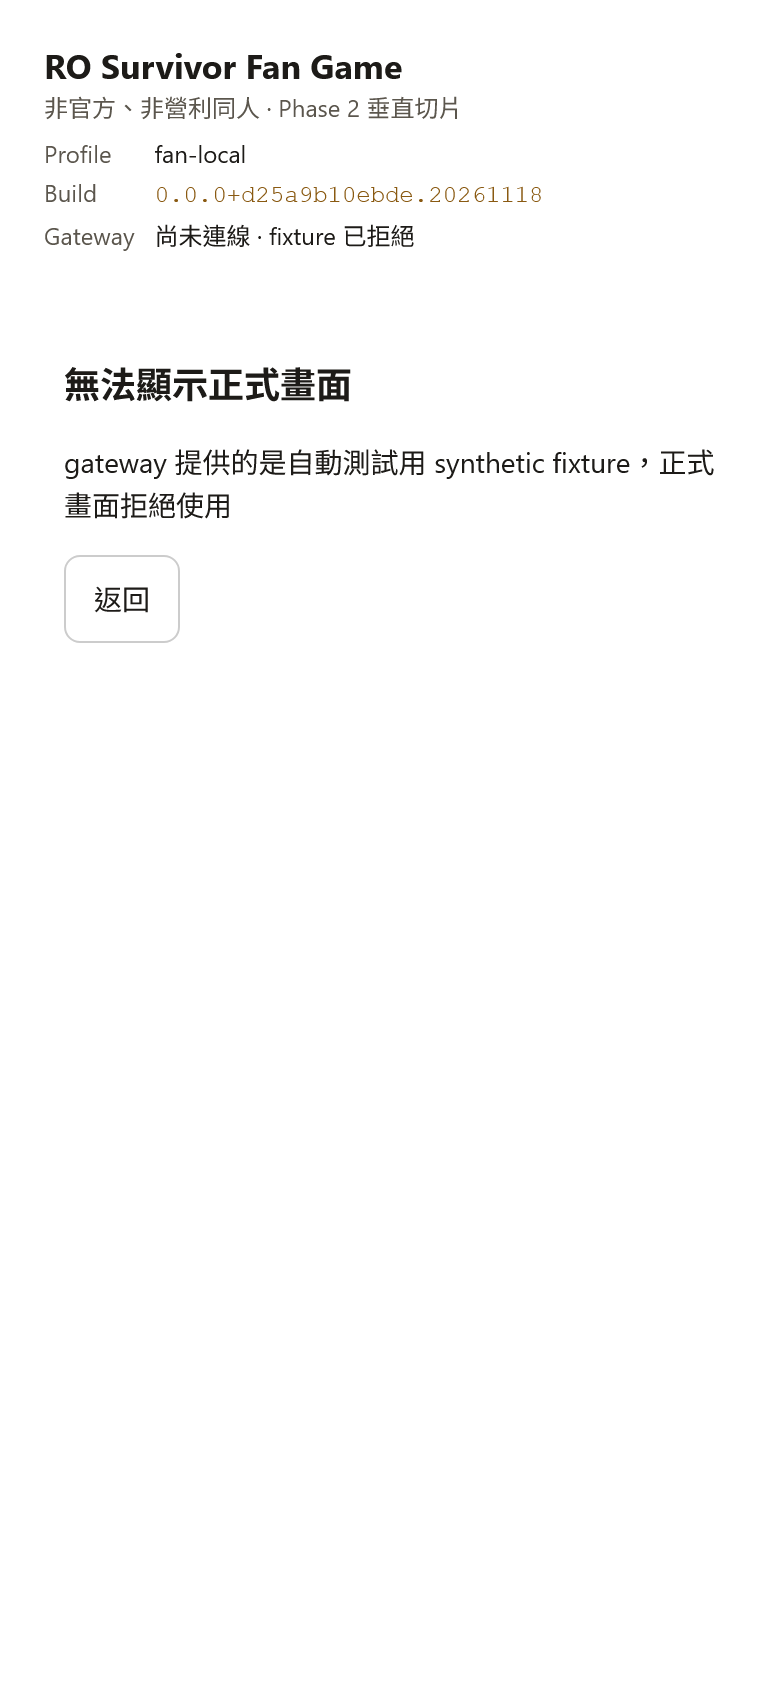 RO Survivor Fan Game
非官方、非營利同人 · Phase 2 垂直切片
Profile fan-local
Build 0.0.0+d25a9b10ebde.20261118
Gateway 尚未連線 · fixture 已拒絕
無法顯示正式畫面
gateway 提供的是自動測試用 synthetic fixture，正式
畫面拒絕使用
返回